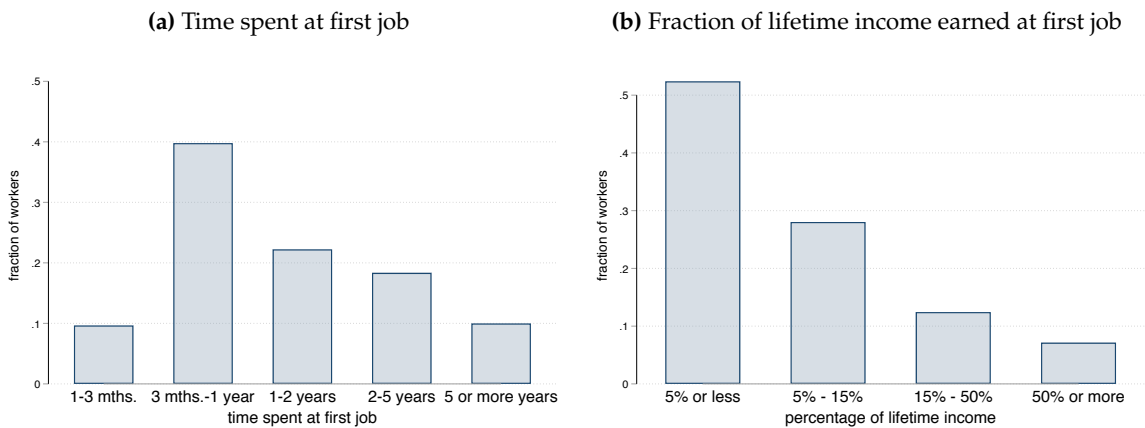 (a) Time spent at first job
.5
.4
.3
.2
.1
0
fraction of workers
1-3 mths. 3 mths.-1 year 1-2 years 2-5 years 5 or more years
time spent at first job
(b) Fraction of lifetime income earned at first job
.5
.4
.3
.2
.1
0
fraction of workers
5% or less 5% - 15% 15% - 50% 50% or more
percentage of lifetime income